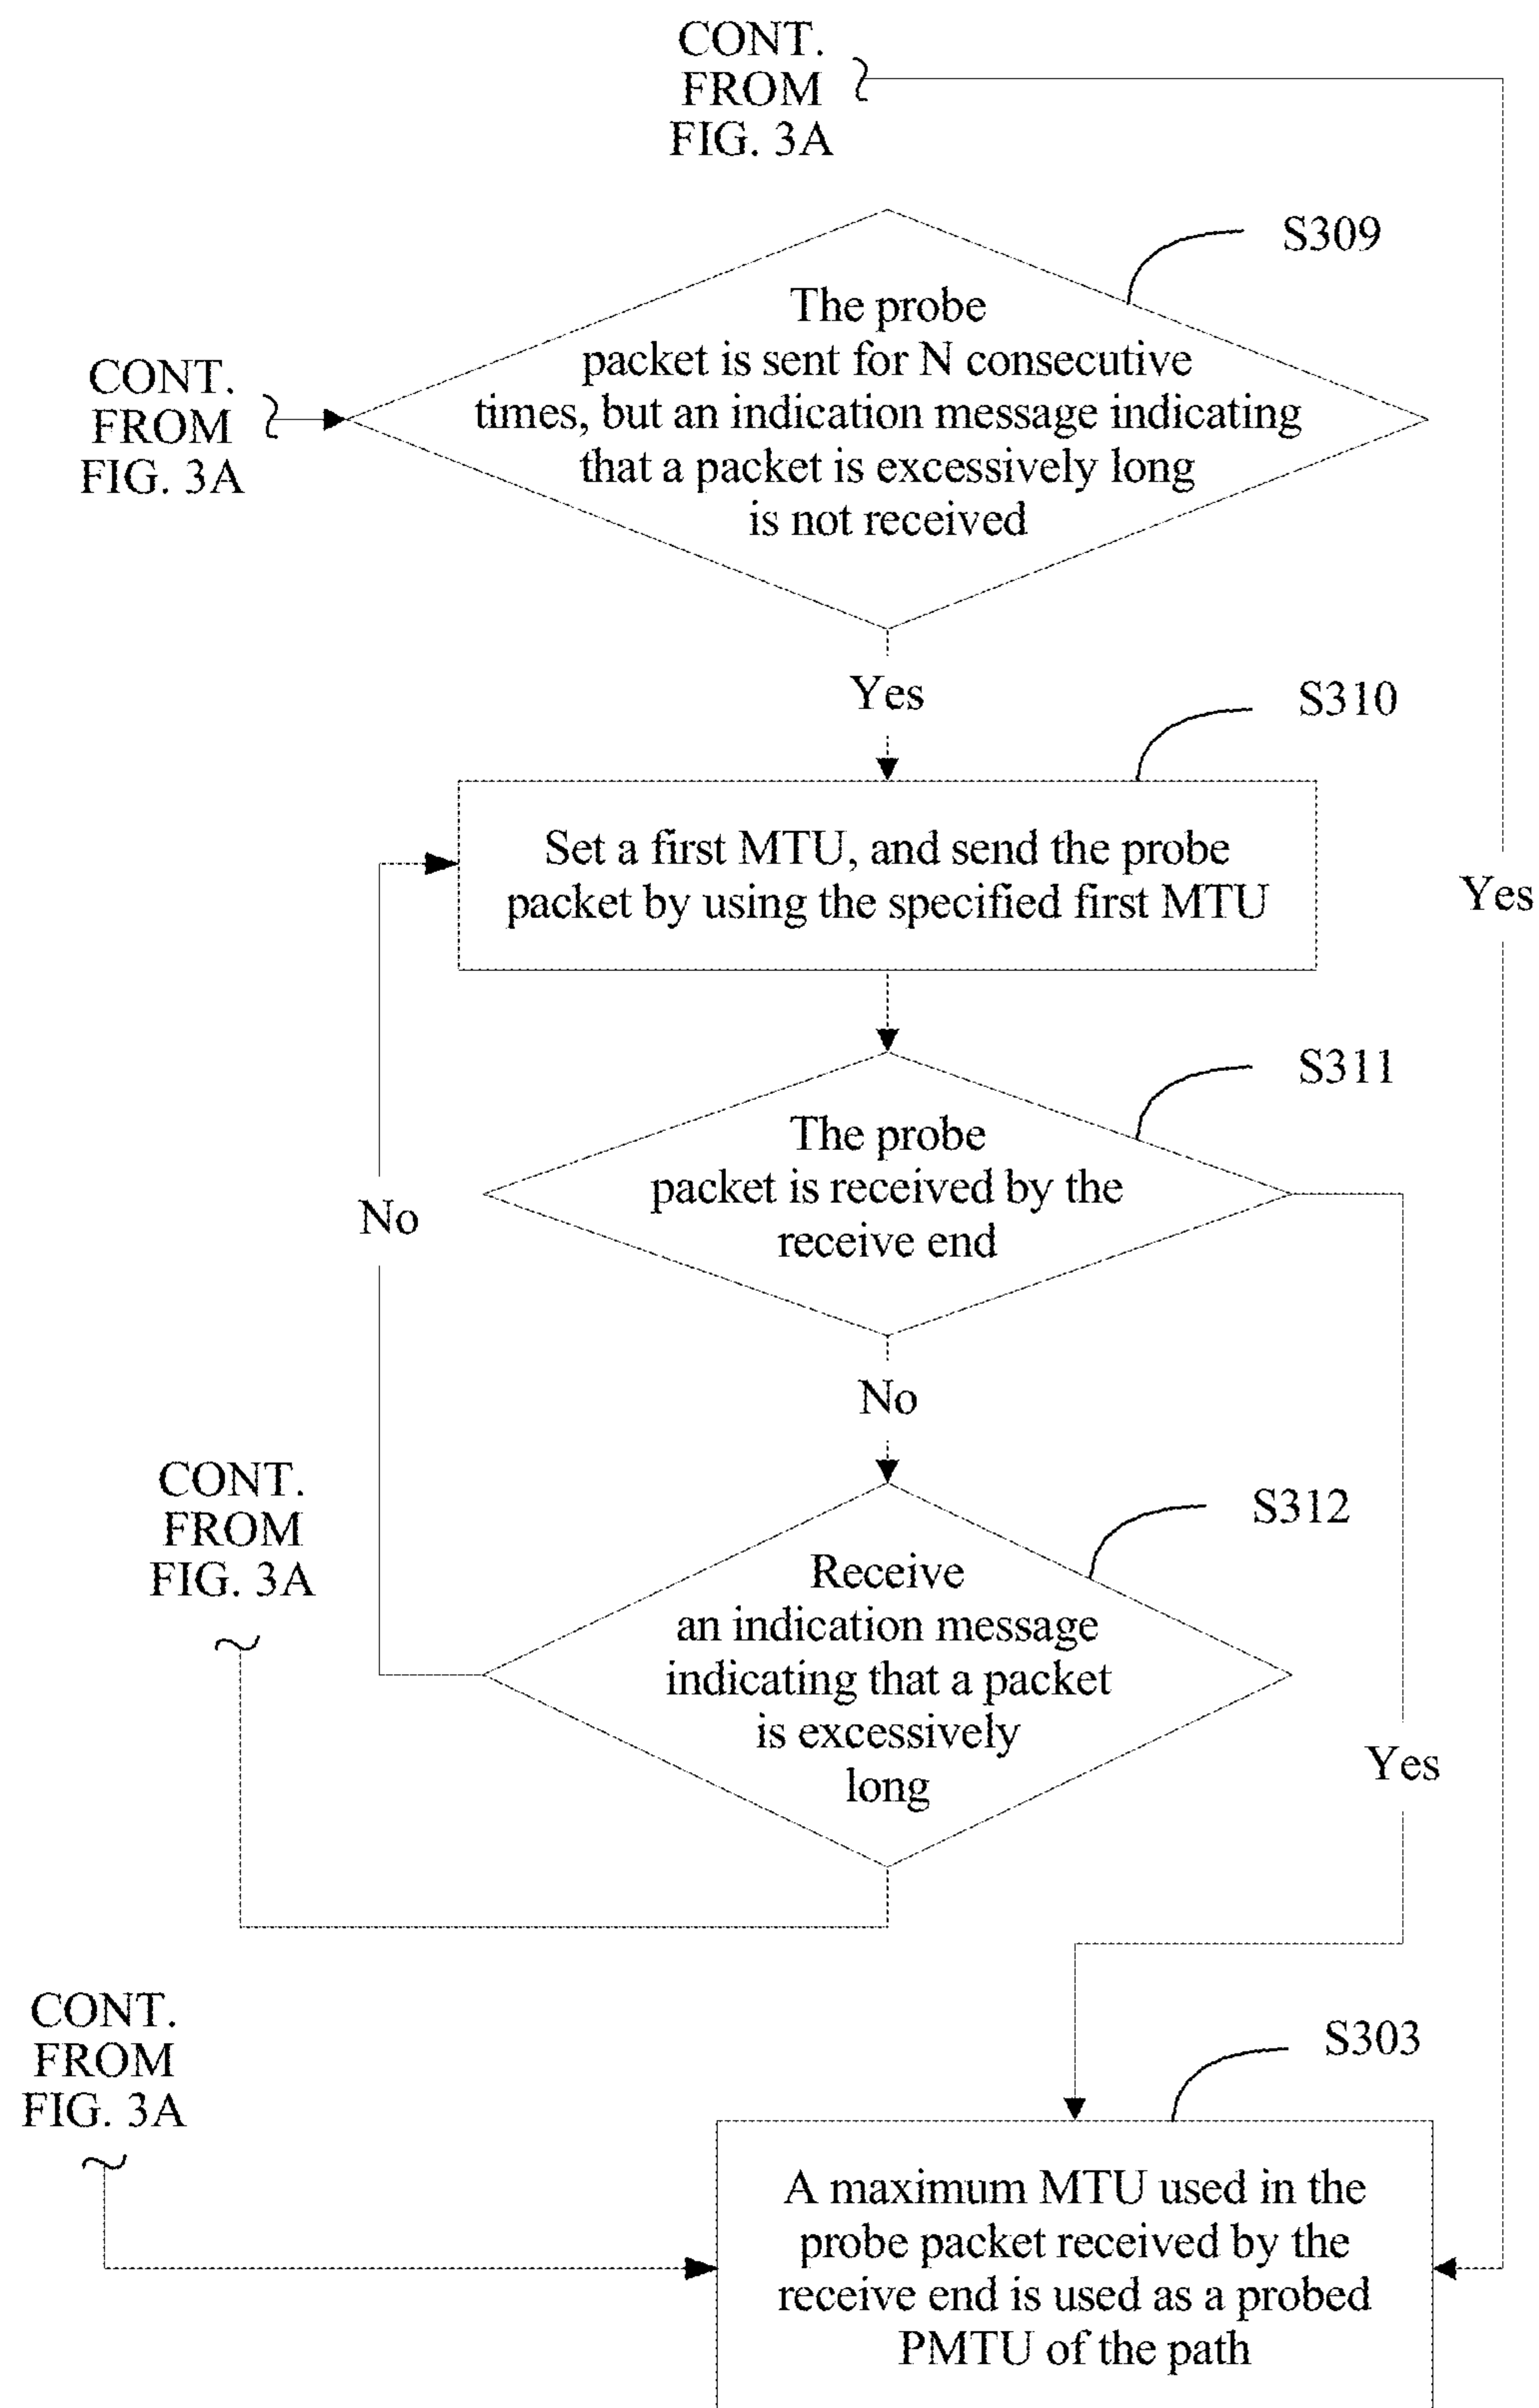 CONT.
FROM
FIG. 3A
S309
The probe
packet is sent for N consecutive
times, but an indication message indicating
that a packet is excessively long
is not received
CONT.
FROM
FIG. 3A
Yes
S310
Set a first MTU, and send the probe
packet by using the specified first MTU
Yes
S311
The probe
packet is received by the
receive end
No
No
S312
CONT.
FROM
FIG. 3A
Receive
an indication message
indicating that a packet
is excessively
long
Yes
CONT.
FROM
FIG. 3A
S303
A maximum MTU used in the
probe packet received by the
receive end is used as a probed
PMTU of the path